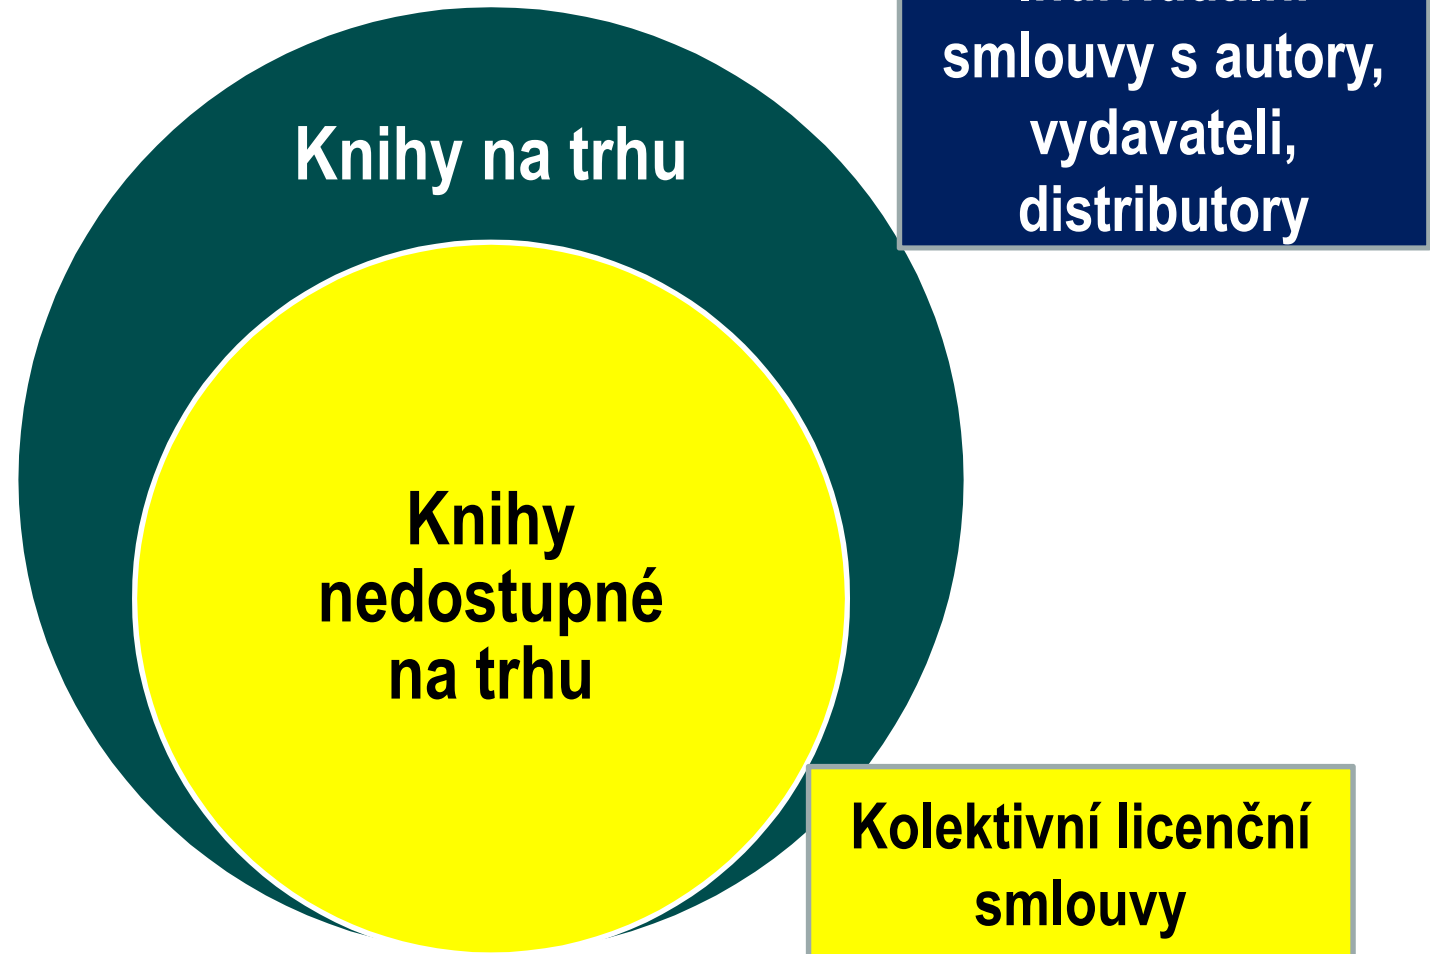 smlouvy s autory,
vydavateli,
distributory
Knihy na trhu
Knihy
nedostupné
na trhu
Kolektivní licenční
smlouvy